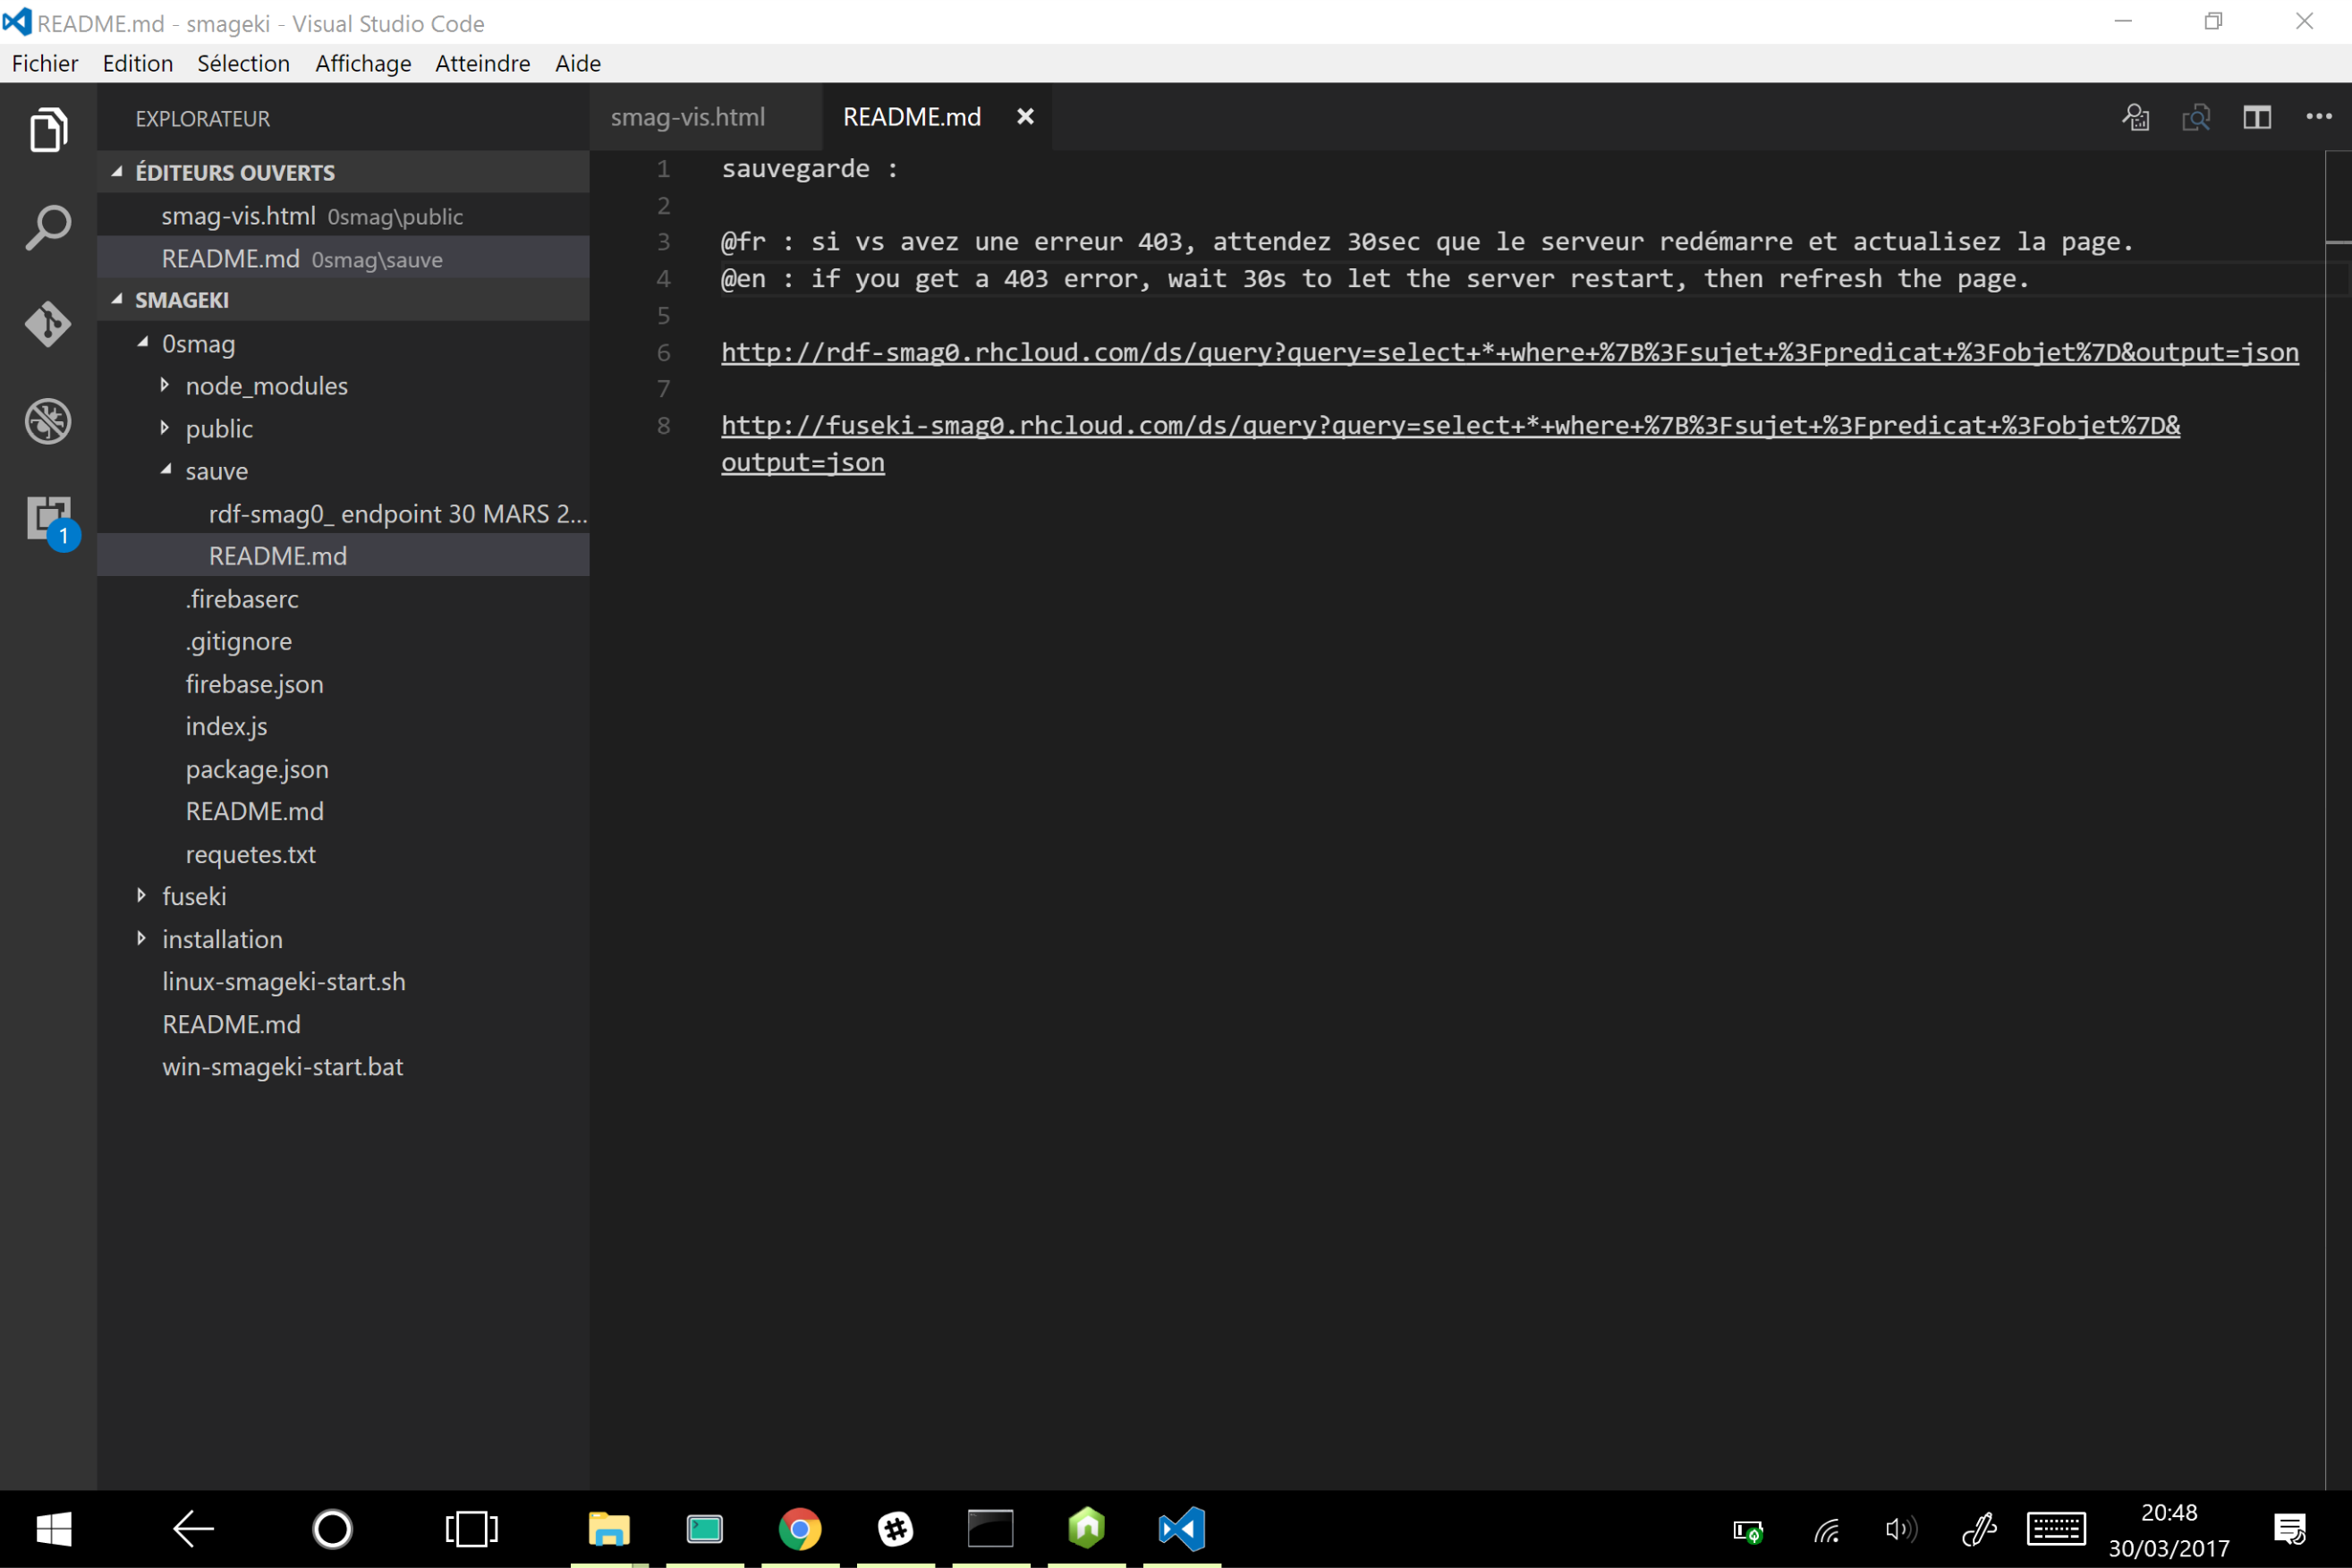 README.md - smageki - Visual Studio Code
Fichier Edition Sélection Affichage Atteindre Aide
EXPLORATEUR
ÉDITEURS OUVERTS
smag-vis.html 0smag\public
README.md 0smag\sauve
SMAGEKI
0smag
node_modules
public
sauve
rdf-smag0_ endpoint 30 MARS 2...
README.md
.firebaserc
.gitignore
firebase.json
index.js
package.json
README.md
requetes.txt
fuseki
installation
linux-smageki-start.sh
README.md
win-smageki-start.bat
1
smag-vis.html README.md
1 sauvegarde :
2
3 @fr : si vs avez une erreur 403, attendez 30sec que le serveur redémarre et actualisez la page.
4 @en : if you get a 403 error, wait 30s to let the server restart, then refresh the page.
5
6 http://rdf-smag0.rhcloud.com/ds/query?query=select+*+where+%7B%3Fsujet+%3Fpredicat+%3Fobjet%7D&output=json
7
8 http://fuseki-smag0.rhcloud.com/ds/query?query=select+*+where+%7B%3Fsujet+%3Fpredicat+%3Fobjet%7D&
output=json
20:48
30/03/2017